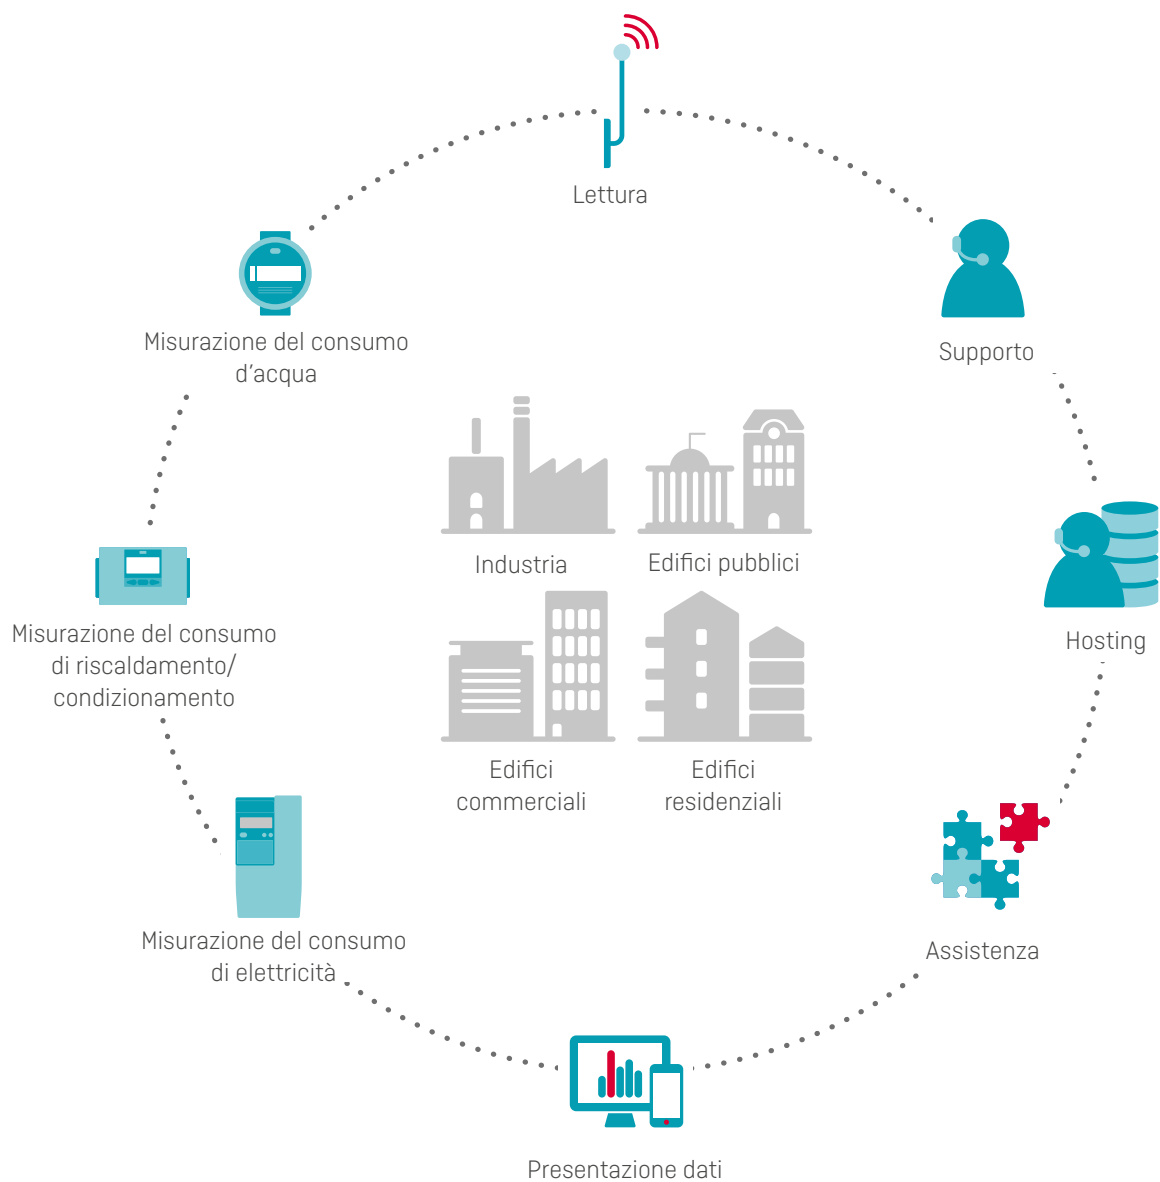 Lettura
Misurazione del consumo
d’acqua
Supporto
Industria
Edifici pubblici
Misurazione del consumo
di riscaldamento/
condizionamento
Hosting
Edifici
commerciali
Edifici
residenziali
Misurazione del consumo
di elettricità
Assistenza
Presentazione dati